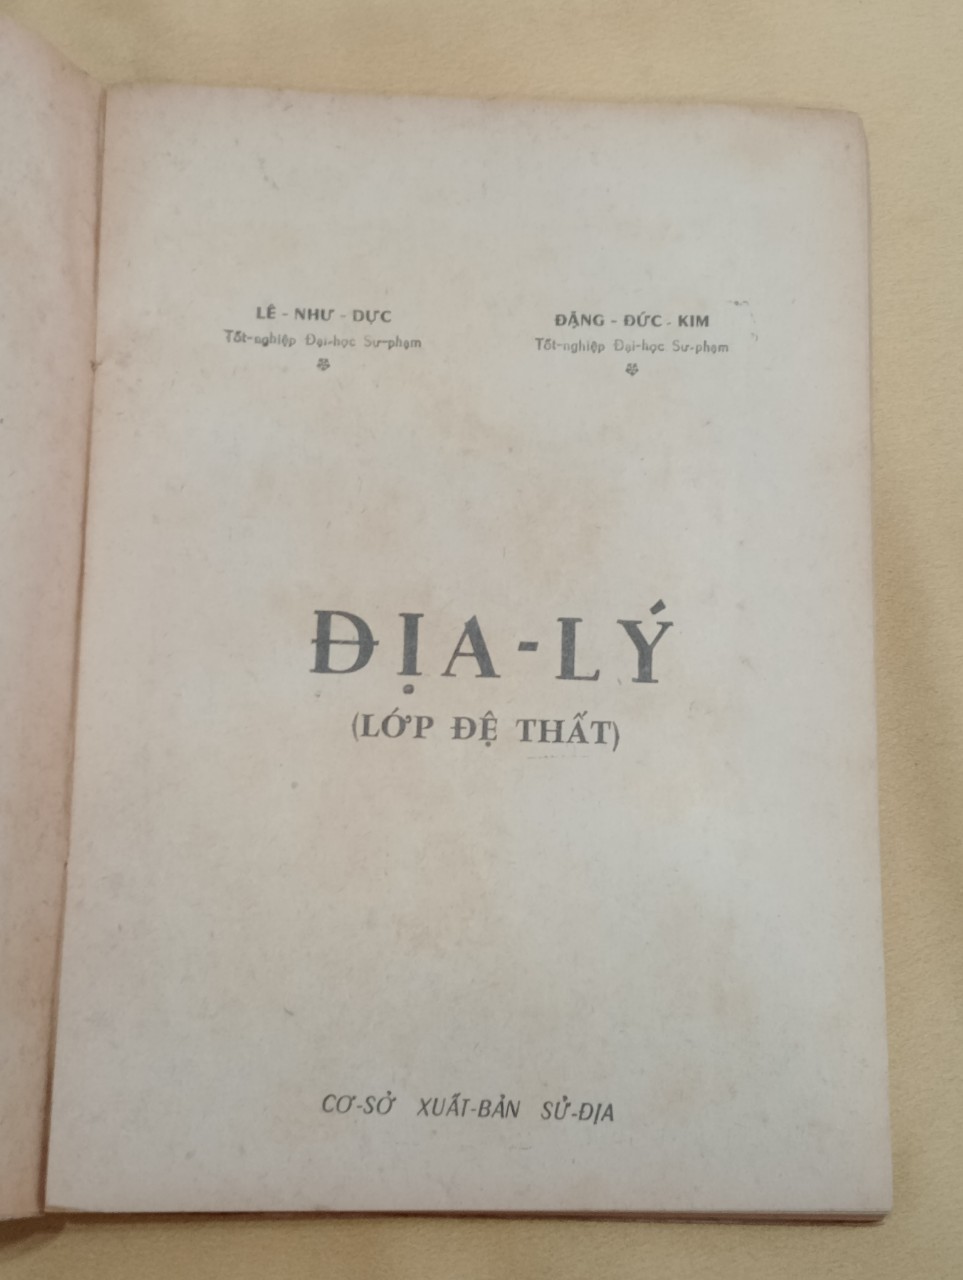 LÊ - NHƯ - DỰC
Tốt-nghiệp Đại-học Sư-phạm
ĐẶNG - ĐỨC - KIM
Tốt-nghiệp Đại-học Sư-phạm
ĐỊA-LÝ
(LỚP ĐỆ THẤT)
CƠ-SỞ XUẤT-BẢN SỬ-ĐỊA